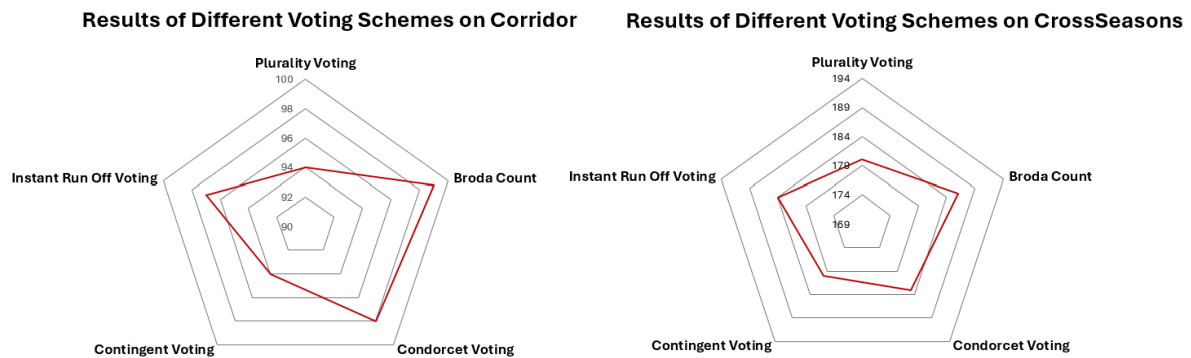 Results of Different Voting Schemes on Corridor
Plurality Voting
100
98
96
94
92
90
Instant Run Off Voting
Broda Count
Contingent Voting
Condorcet Voting
Results of Different Voting Schemes on CrossSeasons
Plurality Voting
194
189
184
179
174
169
Instant Run Off Voting
Broda Count
Contingent Voting
Condorcet Voting